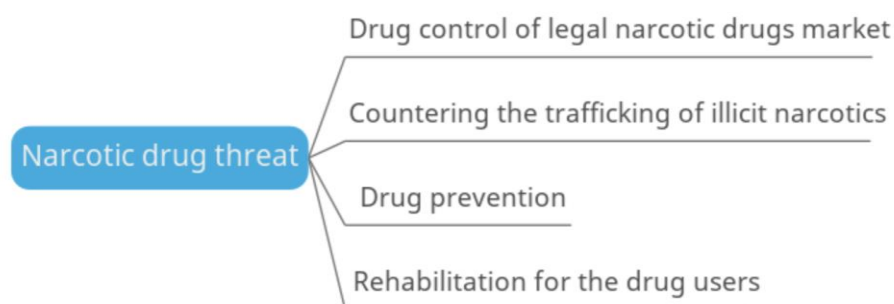 Drug control of legal narcotic drugs market
Countering the trafficking of illicit narcotics
Narcotic drug threat
Drug prevention
Rehabilitation for the drug users